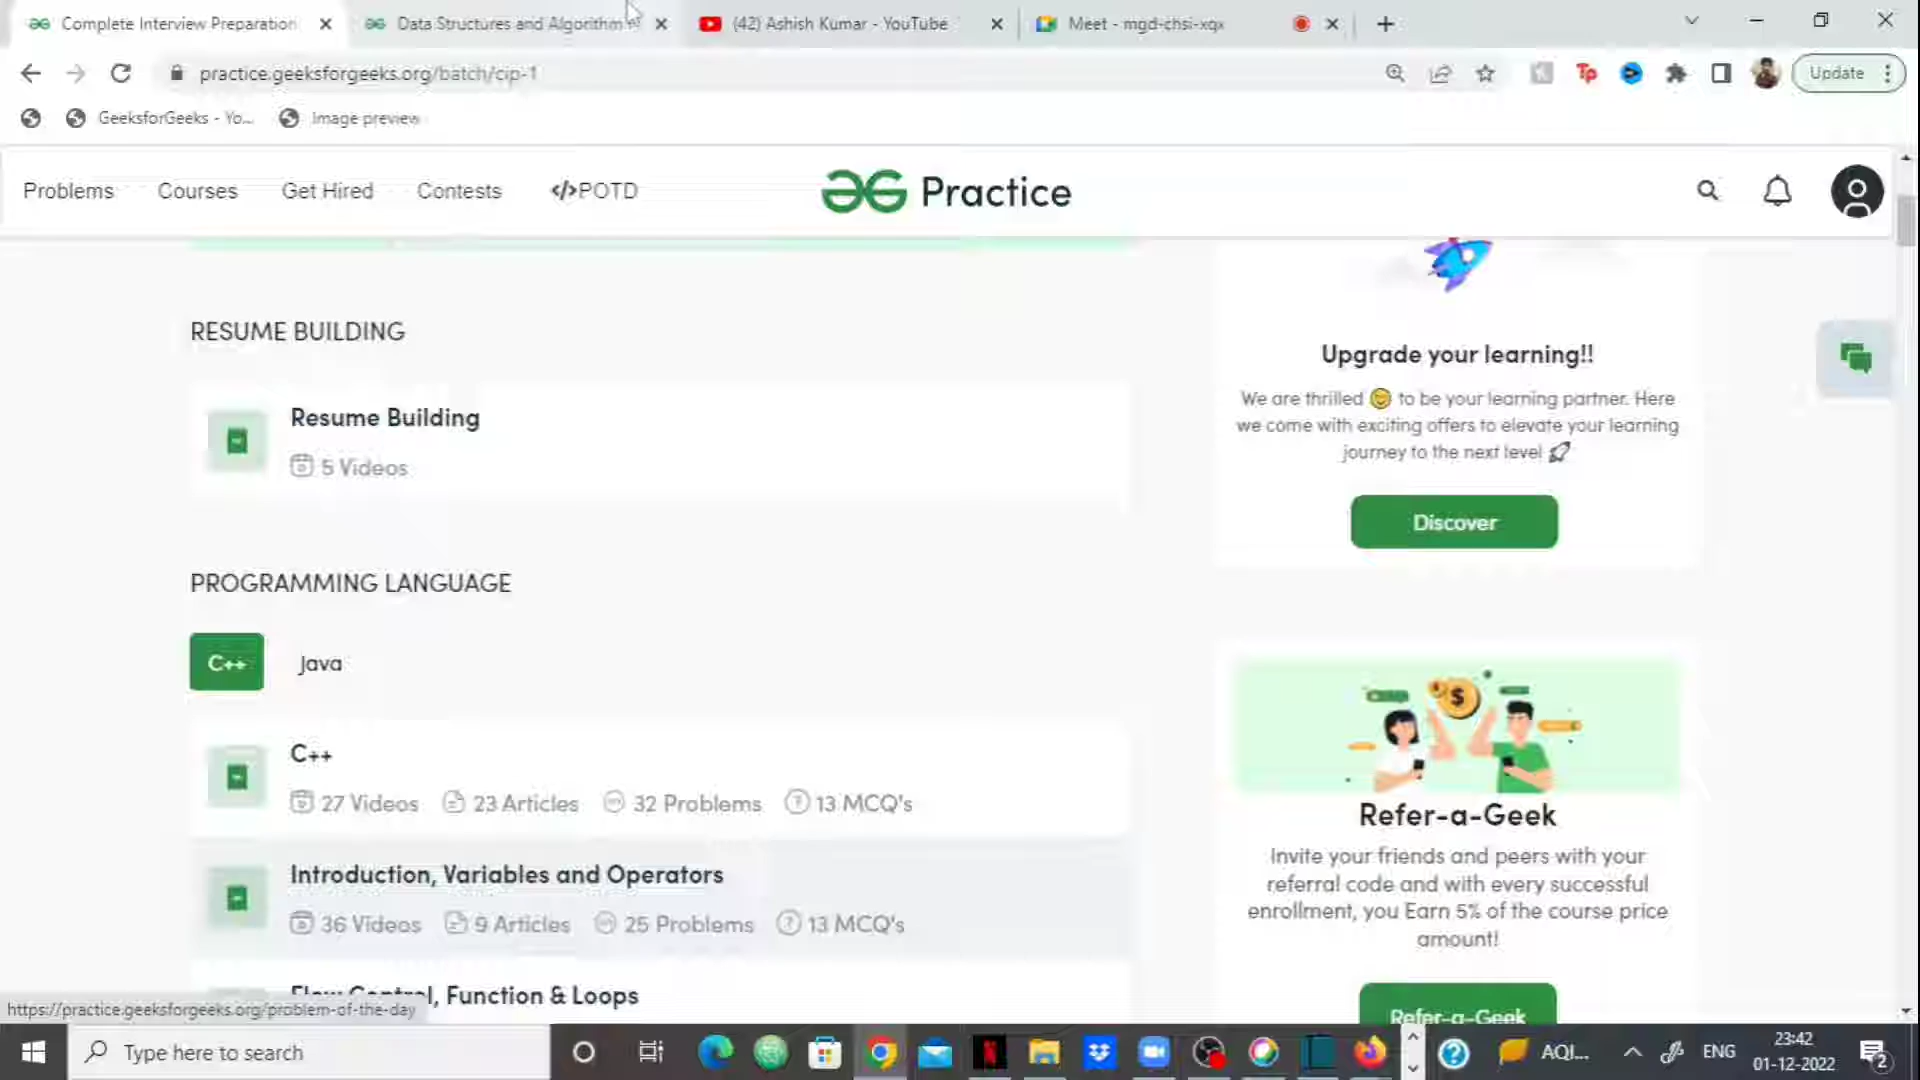 Complete Interview Preparation
Data Structures and Algorithm
(42) Ashish Kumar - YouTube
Meet - mgd-chsi-xqx
practice.geeksforgeeks.org/batch/cip-1
Tp
Update
GeeksforGeeks - Yo...
Image preview
Problems
Courses
Get Hired
Contests
</>POTD
Practice
RESUME BUILDING
Resume Building
5 Videos
PROGRAMMING LANGUAGE
C++
Java
C++
27 Videos
23 Articles
32 Problems
13 MCQ's
Introduction, Variables and Operators
36 Videos
9 Articles
25 Problems
13 MCQ's
Flow Control, Function & Loops
Upgrade your learning!!
We are thrilled to be your learning partner. Here
we come with exciting offers to elevate your learning
journey to the next level
Discover
Refer-a-Geek
Invite your friends and peers with your
referral code and with every successful
enrollment, you Earn 5% of the course price
amount!
Refer-a-Geek
https://practice.geeksforgeeks.org/problem-of-the-day
Type here to search
AQI...
ENG
23:42
01-12-2022
2